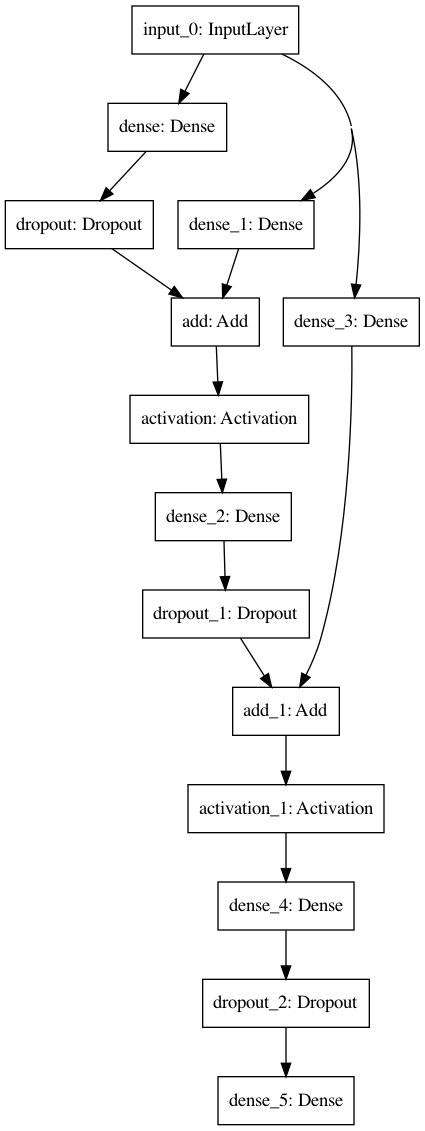 input_0: InputLayer
dense: Dense
dropout: Dropout
dense_1: Dense
add: Add
dense_3: Dense
activation: Activation
dense_2: Dense
dropout_1: Dropout
add_1: Add
activation_1: Activation
dense_4: Dense
dropout_2: Dropout
dense_5: Dense